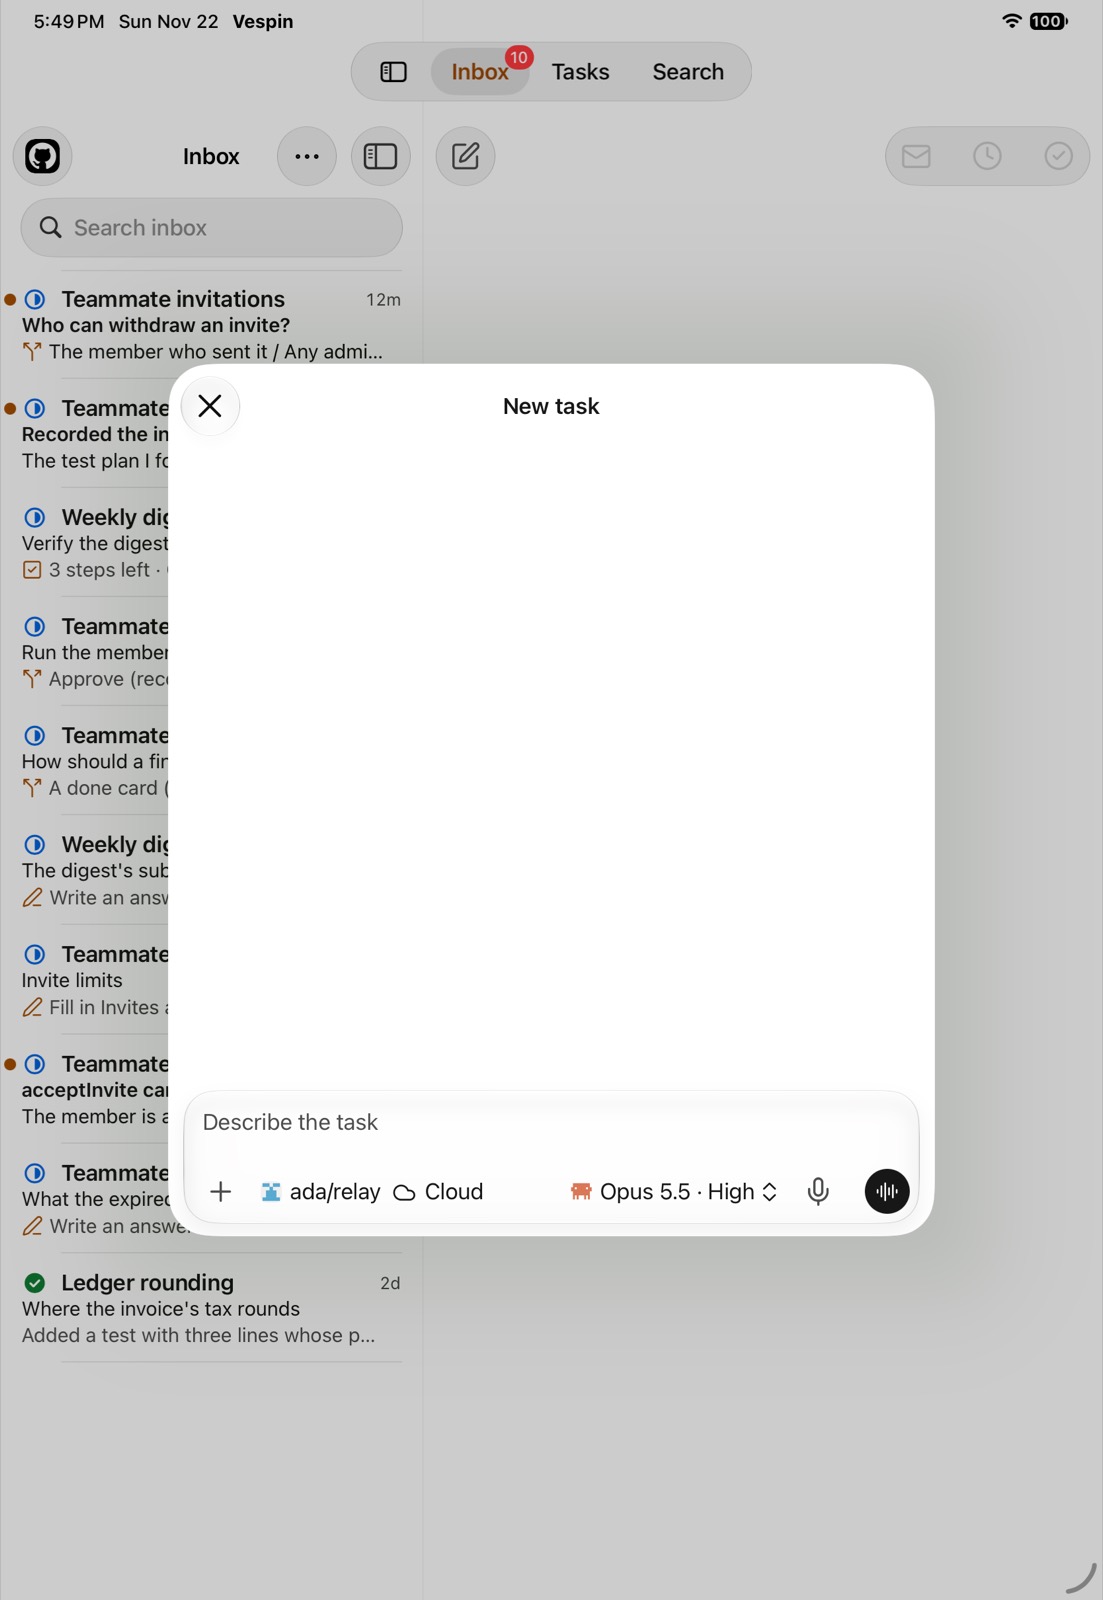 5:49 PM Sun Nov 22 Vespin
100
Inbox 10 Tasks Search
Inbox
Search inbox
Teammate invitations 12m
Who can withdraw an invite?
The member who sent it / Any admi...
New task
Teammate
Recorded the in
The test plan I fo
Weekly dig
Verify the digest
3 steps left ·
Teammate
Run the member
Approve (rec
Teammate
How should a fin
A done card (
Weekly dig
The digest's sub
Write an answ
Teammate
Invite limits
Fill in Invites a
Teammate
acceptInvite car
The member is a
Describe the task
ada/relay Cloud Opus 5.5 · High
Teammate
What the expired
Write an answe
Ledger rounding 2d
Where the invoice's tax rounds
Added a test with three lines whose p...